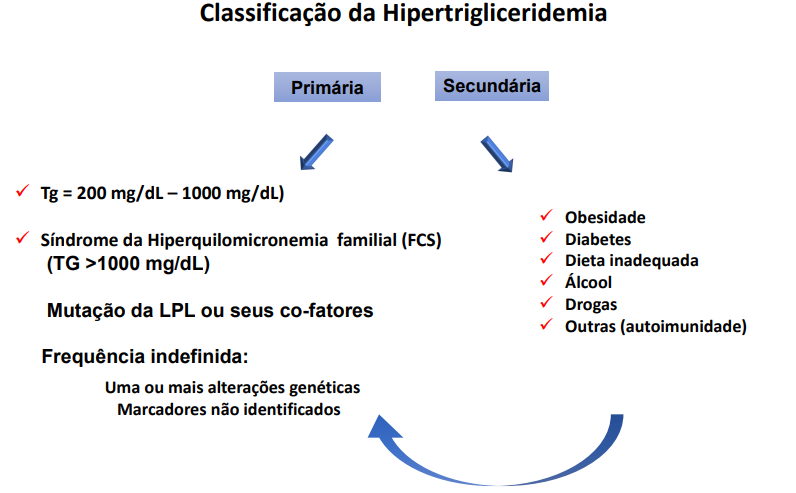 Classificação da Hipertrigliceridemia
Primária
Secundária
Tg = 200 mg/dL – 1000 mg/dL)
Síndrome da Hiperquilomicronemia familial (FCS)
(TG >1000 mg/dL)
Mutação da LPL ou seus co-fatores
Frequência indefinida:
Uma ou mais alterações genéticas
Marcadores não identificados
Obesidade
Diabetes
Dieta inadequada
Álcool
Drogas
Outras (autoimunidade)